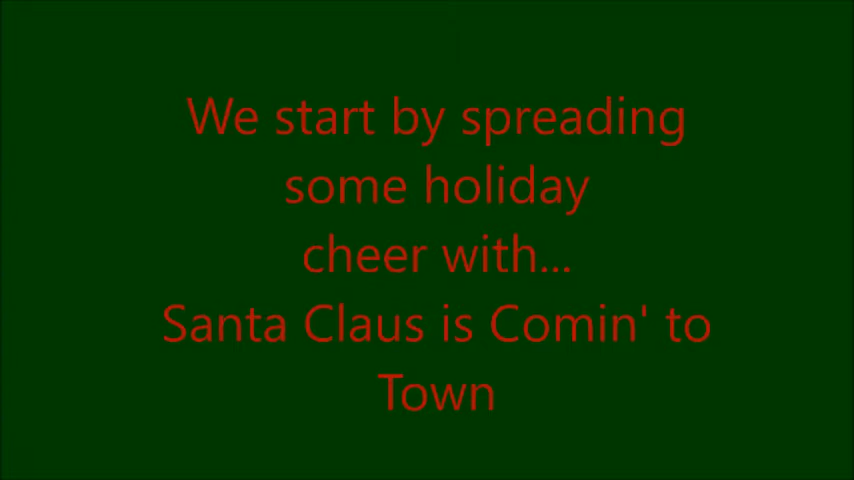 We start by spreading
some holiday
cheer with...
Santa Claus is Comin' to
Town